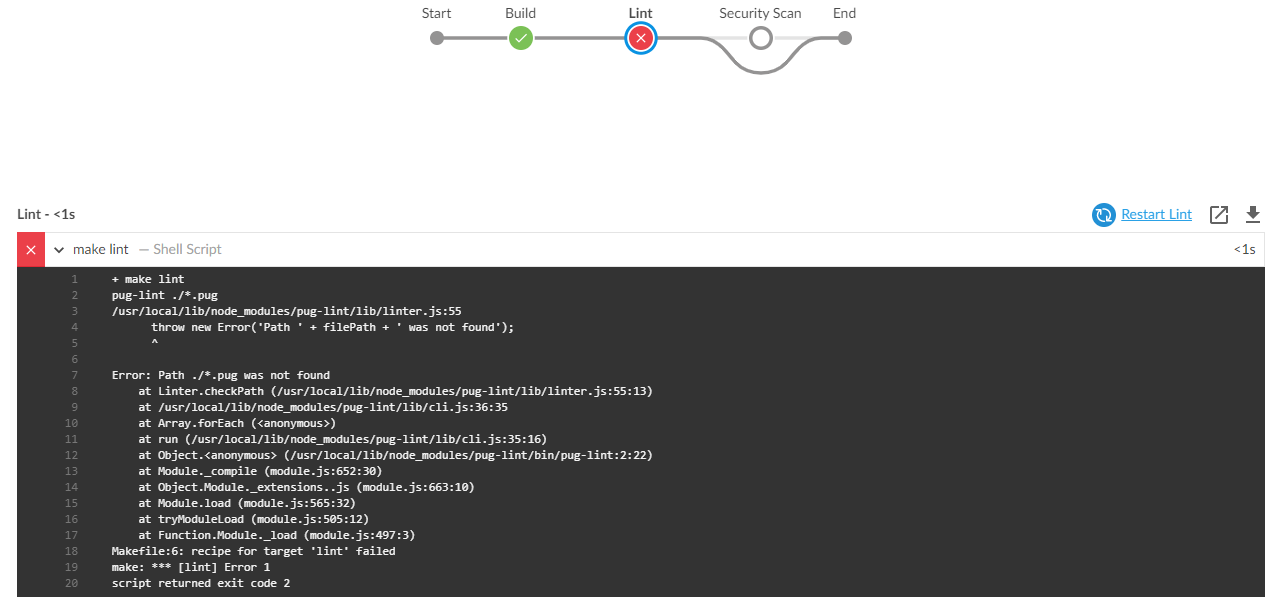 Start Build Lint Security Scan End
Lint - <1s Restart Lint
make lint — Shell Script <1s
1 + make lint
2 pug-lint ./*.pug
3 /usr/local/lib/node_modules/pug-lint/lib/linter.js:55
4       throw new Error('Path ' + filePath + ' was not found');
5       ^
6
7 Error: Path ./*.pug was not found
8     at Linter.checkPath (/usr/local/lib/node_modules/pug-lint/lib/linter.js:55:13)
9     at /usr/local/lib/node_modules/pug-lint/lib/cli.js:36:35
10     at Array.forEach (<anonymous>)
11     at run (/usr/local/lib/node_modules/pug-lint/lib/cli.js:35:16)
12     at Object.<anonymous> (/usr/local/lib/node_modules/pug-lint/bin/pug-lint:2:22)
13     at Module._compile (module.js:652:30)
14     at Object.Module._extensions..js (module.js:663:10)
15     at Module.load (module.js:565:32)
16     at tryModuleLoad (module.js:505:12)
17     at Function.Module._load (module.js:497:3)
18 Makefile:6: recipe for target 'lint' failed
19 make: *** [lint] Error 1
20 script returned exit code 2